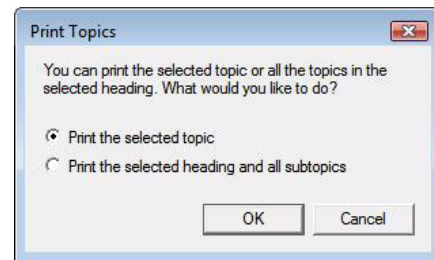 Print Topics
You can print the selected topic or all the topics in the
selected heading. What would you like to do?
Print the selected topic
Print the selected heading and all subtopics
OK
Cancel